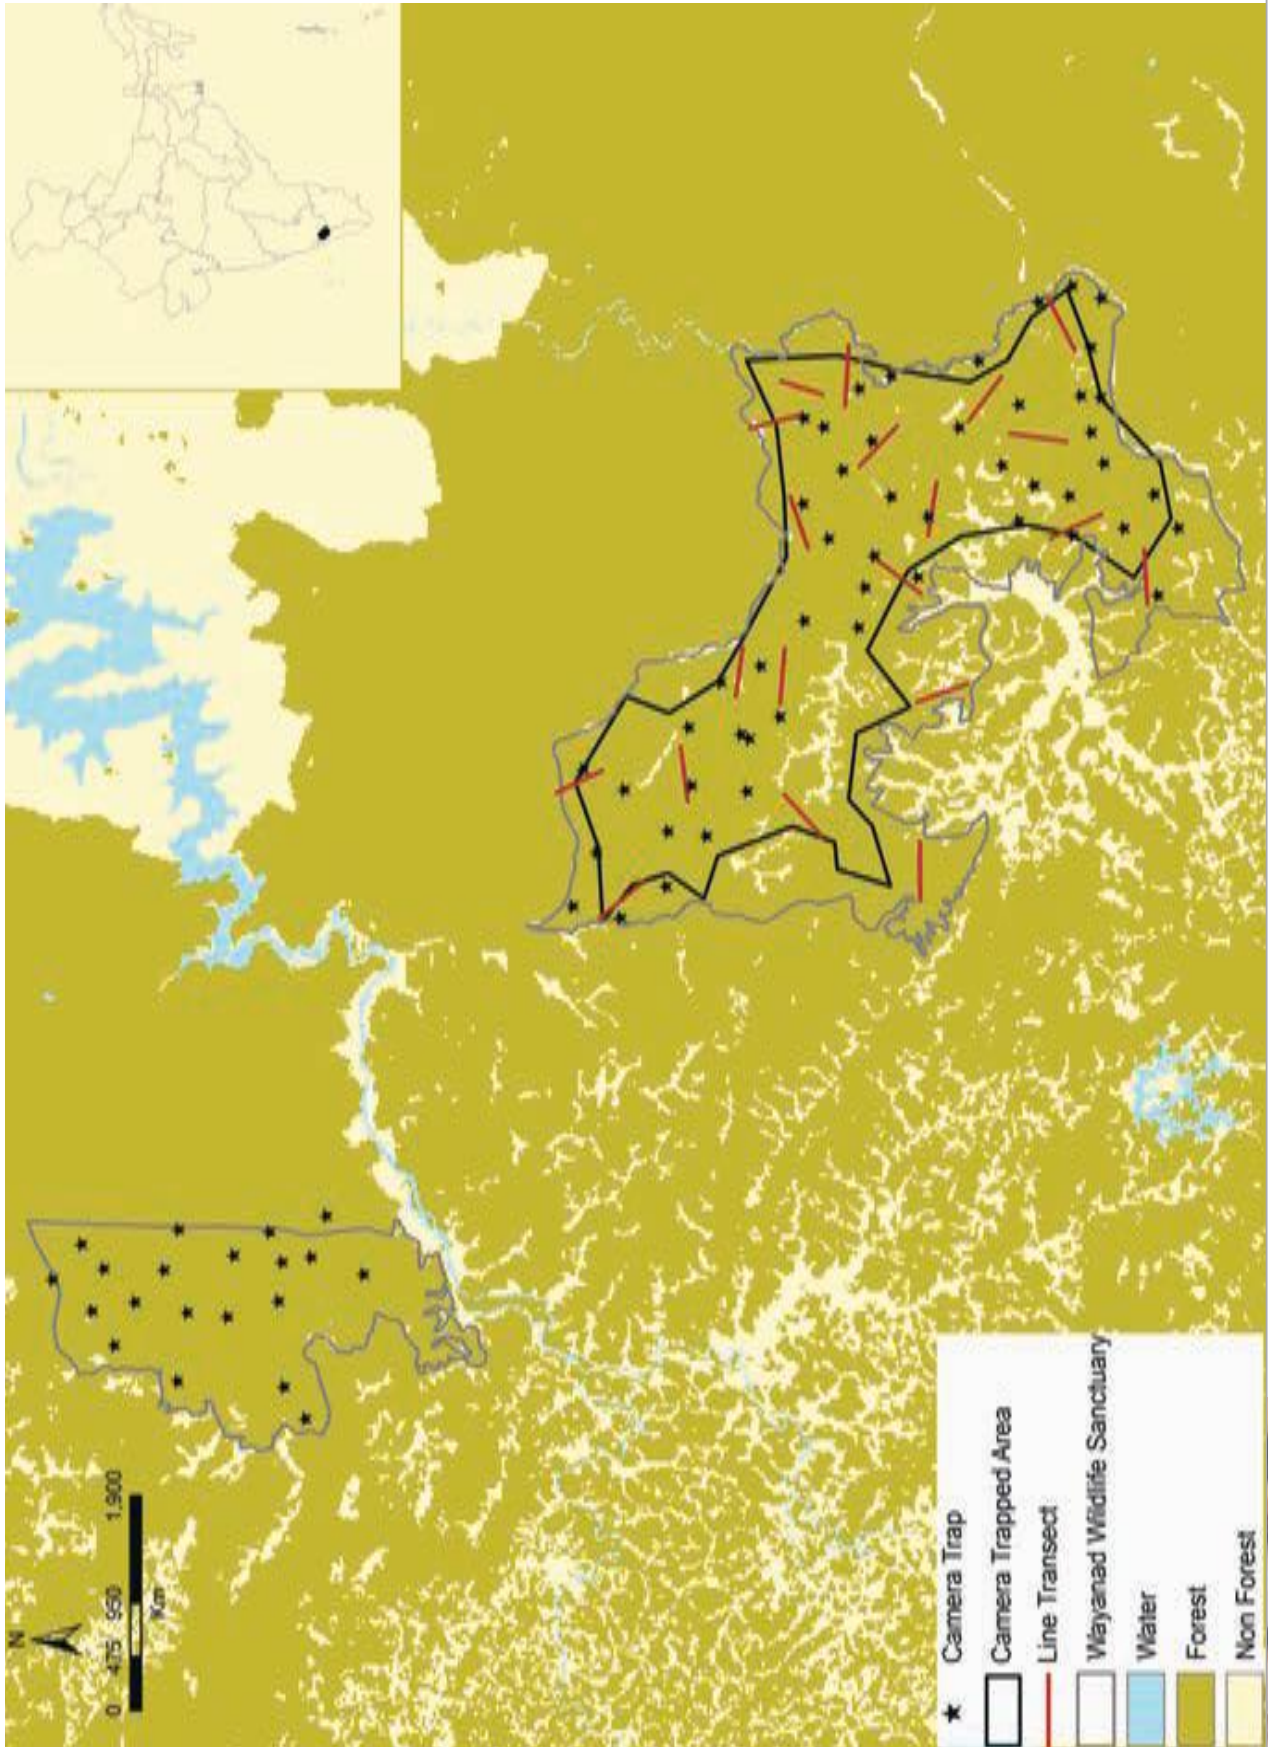 N
0 475 950 1,900
Km
Camera Trap
Camera Trapped Area
Line Transect
Wayanad Wildlife Sanctuary
Water
Forest
Non Forest